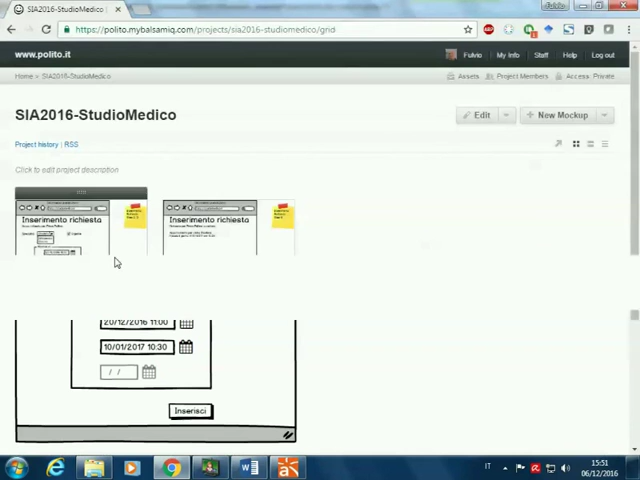 SIA2016-StudioMedico |
Fulvio
https://polito.mybalsamiq.com/projects/sia2016-studiomedico/grid
www.polito.it
Fulvio
My Info
Staff
Help
Log out
Home > SIA2016-StudioMedico
Assets
Project Members
Access: Private
SIA2016-StudioMedico
Edit
New Mockup
Project history | RSS
Click to edit project description
Inserimento richiesta
Inserimento richiesta
20/12/2016 11:00
10/01/2017 10:30
/ /
Inserisci
IT
15:51
06/12/2016